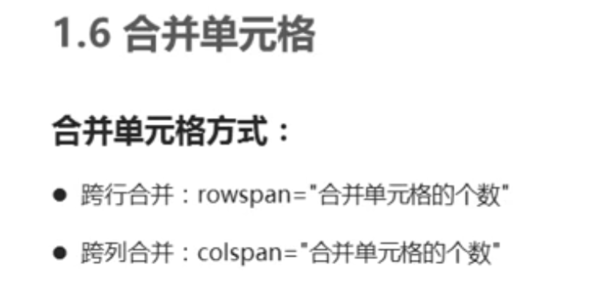 1.6 合并单元格
合并单元格方式：
● 跨行合并：rowspan="合并单元格的个数"
● 跨列合并：colspan="合并单元格的个数"